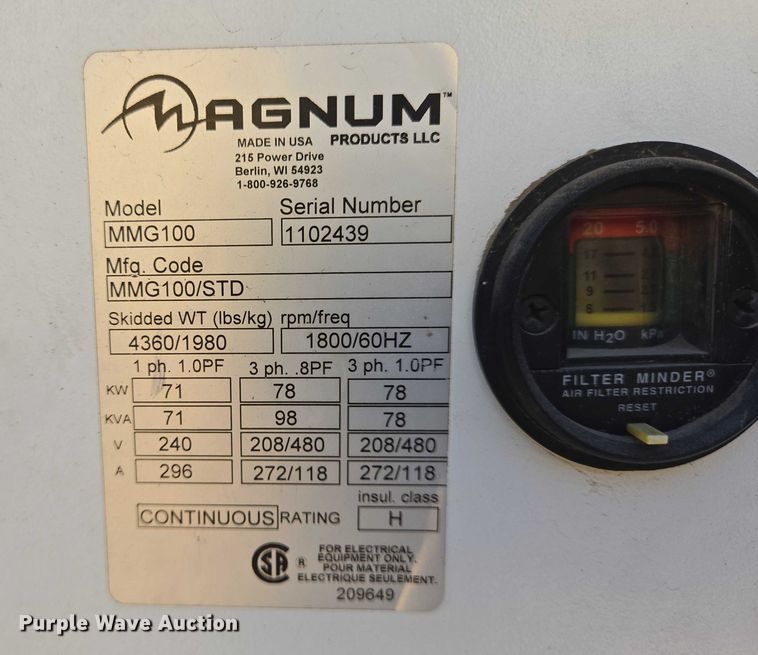 MAGNUM™
MADE IN USA PRODUCTS LLC
215 Power Drive
Berlin, WI 54923
1-800-926-9768
Model Serial Number
MMG100 1102439
Mfg. Code
MMG100/STD
Skidded WT (lbs/kg) rpm/freq
4360/1980 1800/60HZ
1 ph. 1.0PF 3 ph. .8PF 3 ph. 1.0PF
KW 71 78 78
KVA 71 98 78
V 240 208/480 208/480
A 296 272/118 272/118
insul. class
CONTINUOUS RATING H
SA ® FOR ELECTRICAL
EQUIPMENT ONLY.
POUR MATERIAL
ELECTRIQUE SEULEMENT.
209649
20 5.0
17
11
9
6
IN H2O kPa
FILTER MINDER®
AIR FILTER RESTRICTION
RESET
Purple Wave Auction